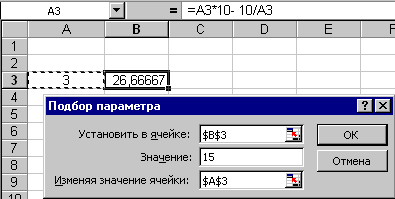 A3 = =A3*10- 10/A3
A B C D E F
1
2
3 3 26,66667
4
5 Подбор параметра ? ×
6 Установить в ячейке: $B$3 OK
7 Значение: 15 Отмена
8
9 Изменяя значение ячейки: $A$3
10